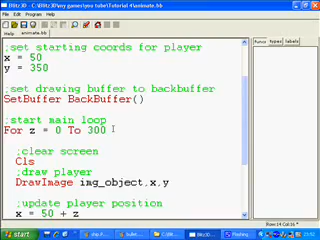 Blitz3D - [C:\Blitz3D\my games\you tube\Tutorial 4\animate.bb]
File Edit Program Help
animate.bb
funcs types labels
;set starting coords for player
x = 50
y = 350
;set drawing buffer to backbuffer
SetBuffer BackBuffer()
;start main loop
For z = 0 To 300
;clear screen
Cls
;draw player
DrawImage img_object,x,y
;update player position
x = 50 + z
Row:14 Col:16
start